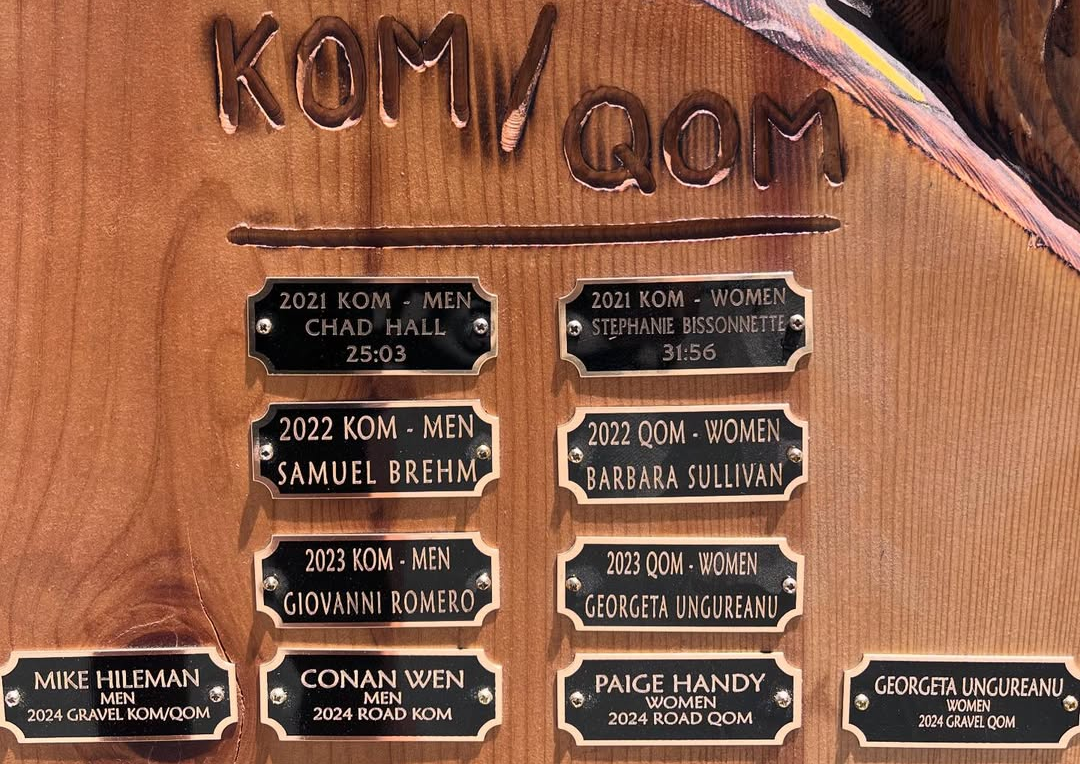 KOM/QOM
2021 KOM - MEN
CHAD HALL
25:03
2021 KOM - WOMEN
STEPHANIE BISSONNETTE
31:56
2022 KOM - MEN
SAMUEL BREHM
2022 QOM - WOMEN
BARBARA SULLIVAN
2023 KOM - MEN
GIOVANNI ROMERO
2023 QOM - WOMEN
GEORGETA UNGUREANU
MIKE HILEMAN
MEN
2024 GRAVEL KOM/QOM
CONAN WEN
MEN
2024 ROAD KOM
PAIGE HANDY
WOMEN
2024 ROAD QOM
GEORGETA UNGUREANU
WOMEN
2024 GRAVEL QOM